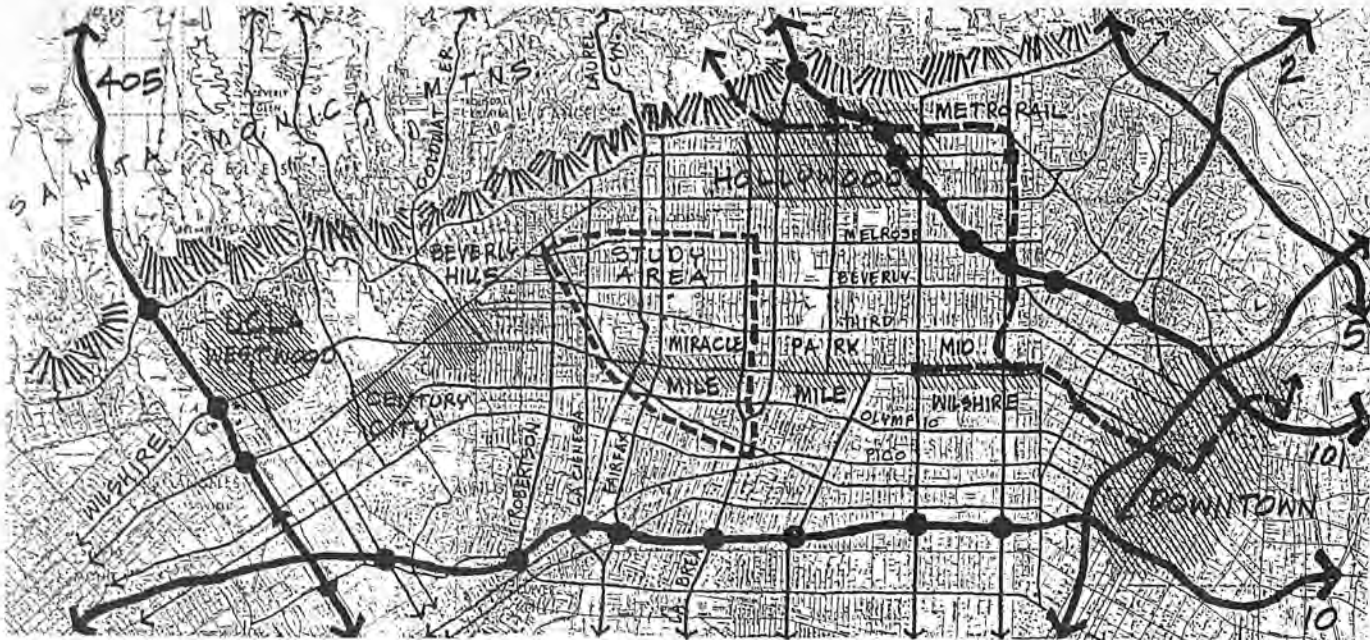 405
SANTA MONICA MTNS.
COLDWATER
LAUREL
CYN.
METRORAIL
2
HOLLYWOOD
MELROSE
BEVERLY
HILLS
STUDY
AREA
BEVERLY
THIRD
UCLA
WESTWOOD
MIRACLE
MILE
PARK
MILE
MID
WILSHIRE
5
CENTURY
CITY
OLYMPIC
PICO
101
WILSHIRE
ROBERTSON
LA CIENEGA
FAIRFAX
LA BREA
DOWNTOWN
10